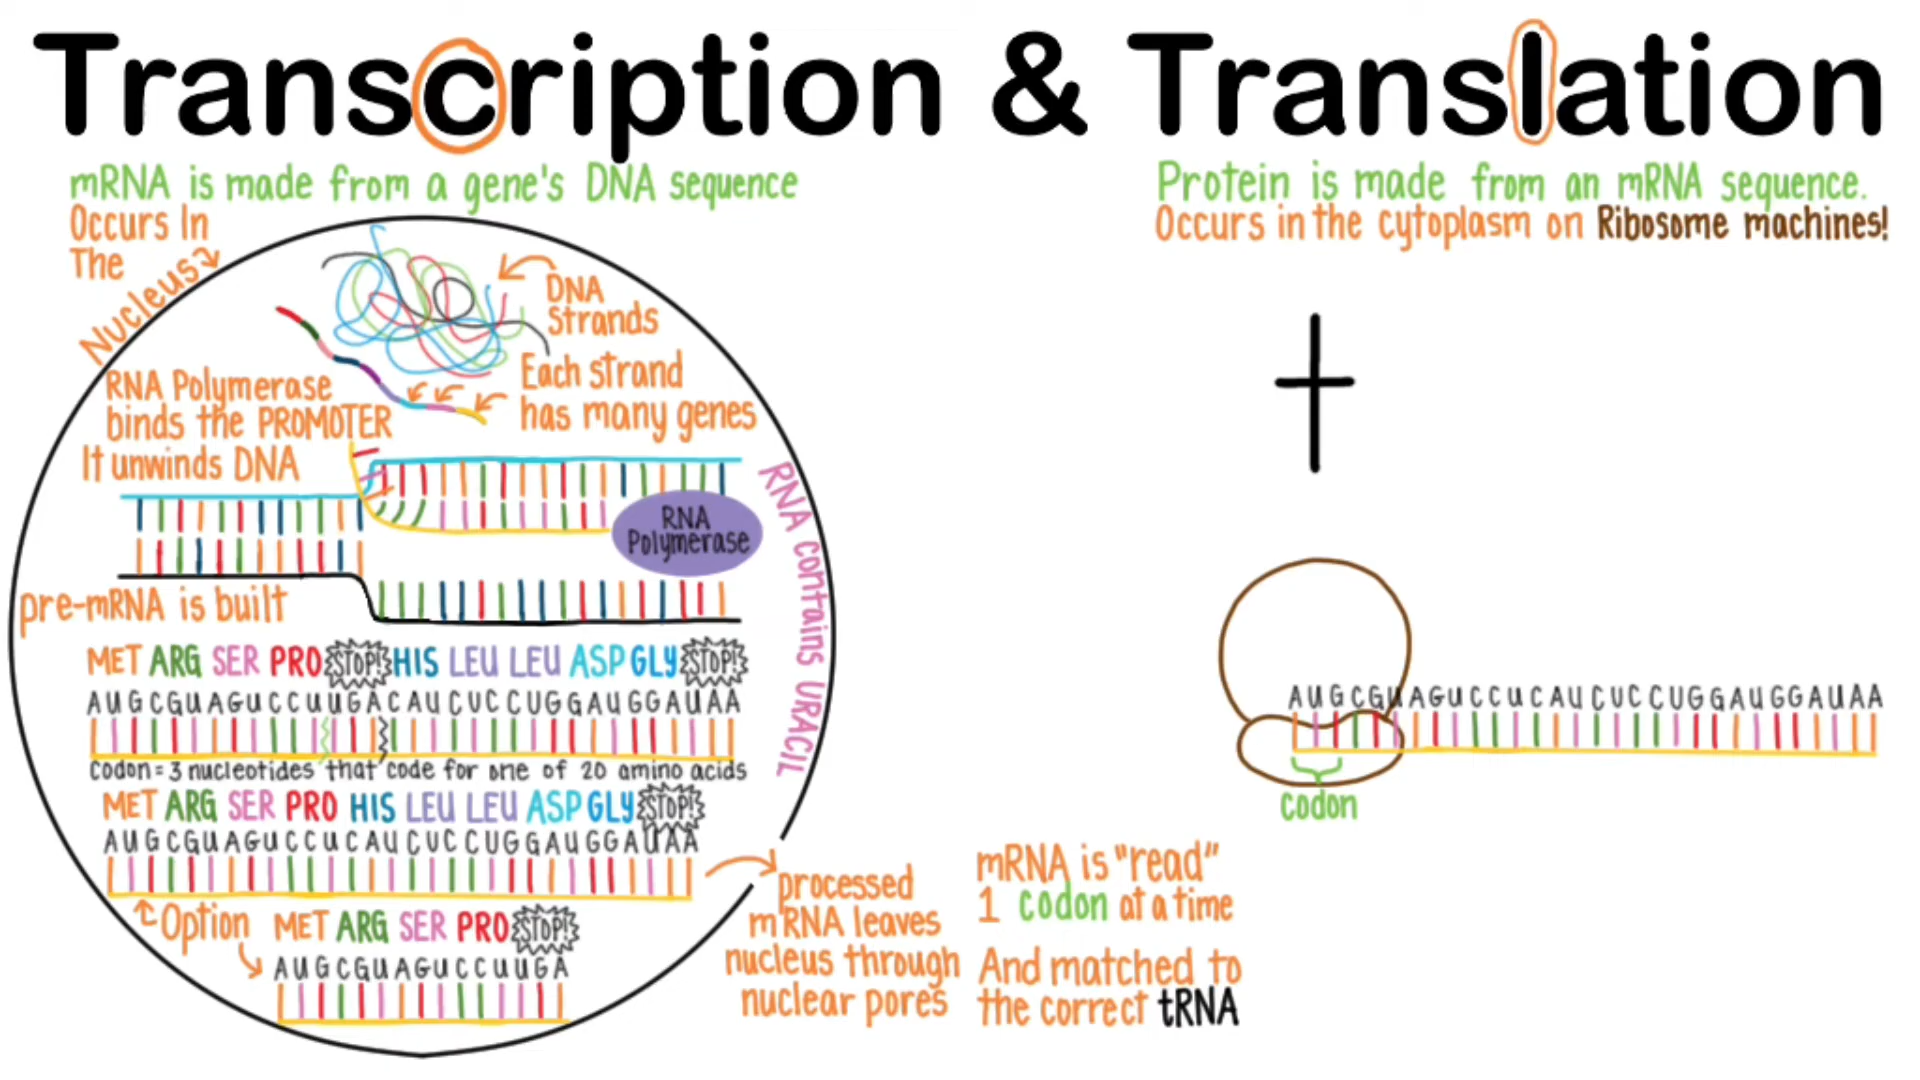 Transcription & Translation
mRNA is made from a gene's DNA sequence
Occurs In
The
Nucleus
DNA
Strands
Each strand
has many genes
RNA Polymerase
binds the PROMOTER
It unwinds DNA
RNA
Polymerase
RNA contains URACIL
pre-mRNA is built
MET ARG SER PRO STOP! HIS LEU LEU ASP GLY STOP!
AUGCGUAGUCCUUGACAUCUCCUGGAUGGAUAA
Codon = 3 nucleotides that code for one of 20 amino acids
MET ARG SER PRO HIS LEU LEU ASP GLY STOP!
AUGCGUAGUCCUCAUCUCCUGGAUGGAUAA
Option
MET ARG SER PRO STOP!
AUGCGUAGUCCUUGA
processed
mRNA leaves
nucleus through
nuclear pores
Protein is made from an mRNA sequence.
Occurs in the cytoplasm on Ribosome machines!
AUGCGUAGUCCUCAUCUCCUGGAUGGAUAA
codon
mRNA is "read"
1 codon at a time
And matched to
the correct tRNA